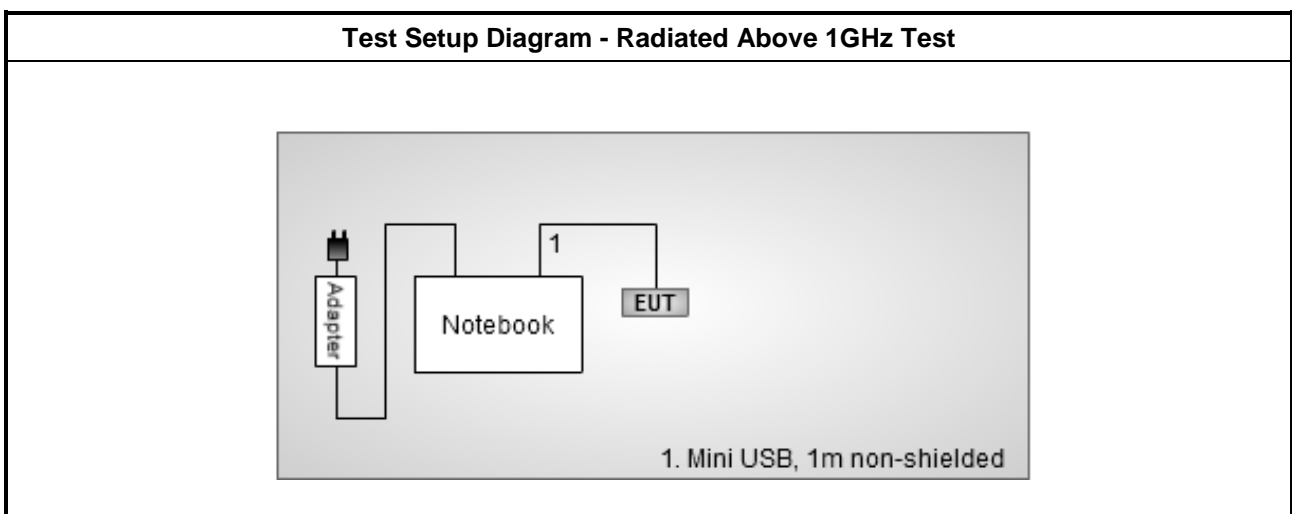 Test Setup Diagram - Radiated Above 1GHz Test
1
Adapter
Notebook
EUT
1. Mini USB, 1m non-shielded